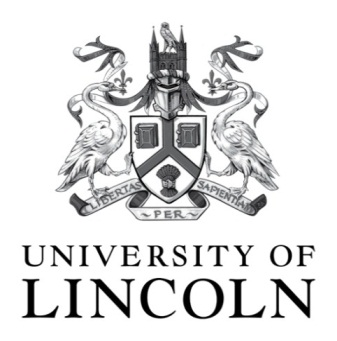 LIBERTAS
PER
SAPIENTIAM
UNIVERSITY OF
LINCOLN